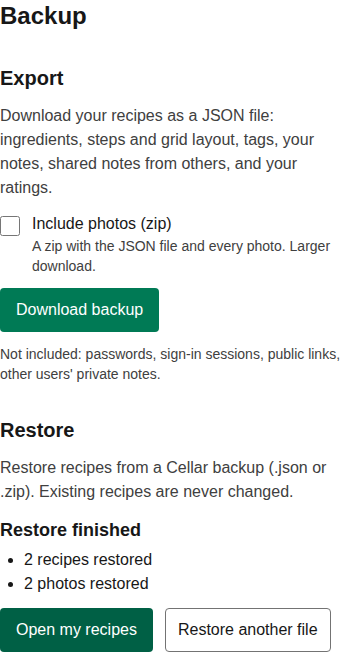 Backup
Export
Download your recipes as a JSON file:
ingredients, steps and grid layout, tags, your
notes, shared notes from others, and your
ratings.
Include photos (zip)
A zip with the JSON file and every photo. Larger
download.
Download backup
Not included: passwords, sign-in sessions, public links,
other users' private notes.
Restore
Restore recipes from a Cellar backup (.json or
.zip). Existing recipes are never changed.
Restore finished
• 2 recipes restored
• 2 photos restored
Open my recipes
Restore another file